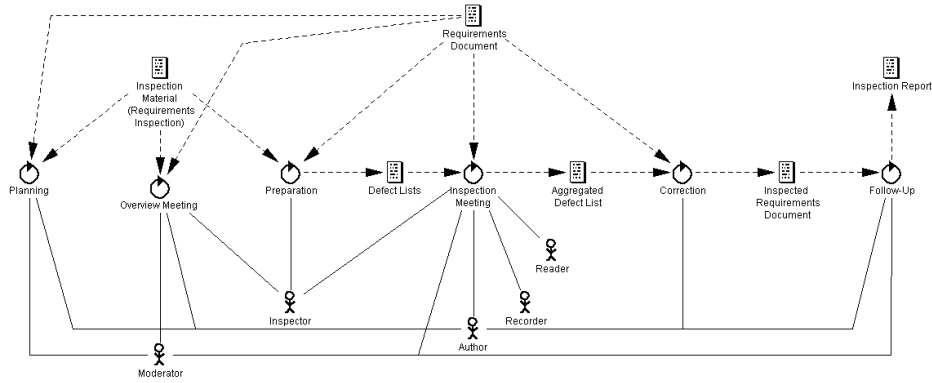 Requirements
Document
Inspection
Material
(Requirements
Inspection)
Inspection Report
Planning
Overview Meeting
Preparation
Defect Lists
Inspection
Meeting
Aggregated
Defect List
Correction
Inspected
Requirements
Document
Follow-Up
Reader
Inspector
Recorder
Author
Moderator